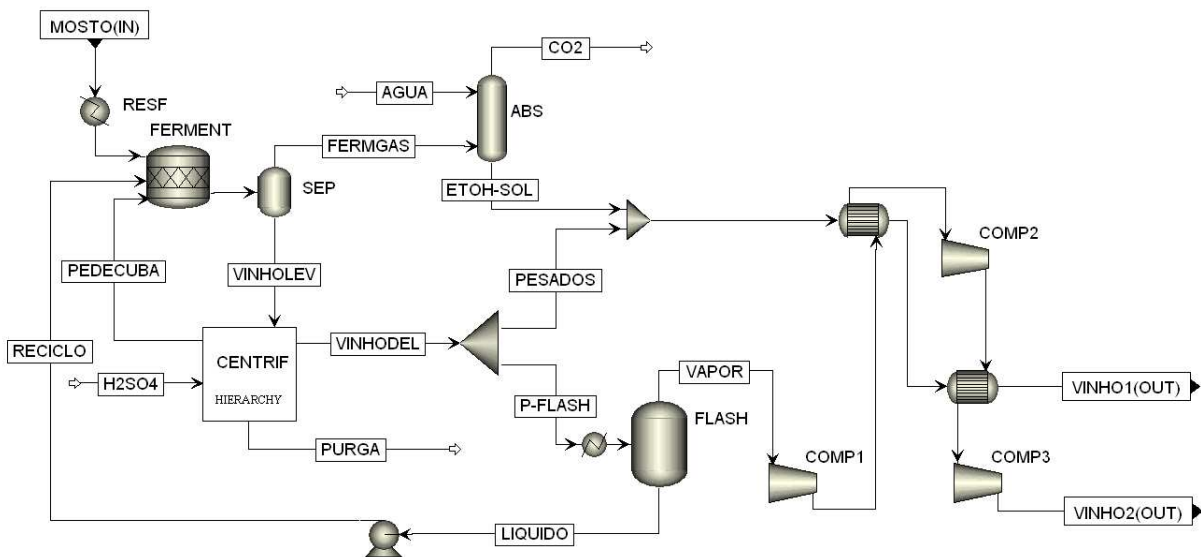 MOSTO(IN)
CO2
RESF
AGUA
ABS
FERMENT
FERMGAS
SEP
ETOH-SOL
COMP2
PEDECUBA
VINHOLEV
PESADOS
RECICLO
CENTRIF
VINHODEL
H2SO4
HIERARCHY
VAPOR
VINHO1(OUT)
P-FLASH
FLASH
PURGA
COMP1
COMP3
LIQUIDO
VINHO2(OUT)